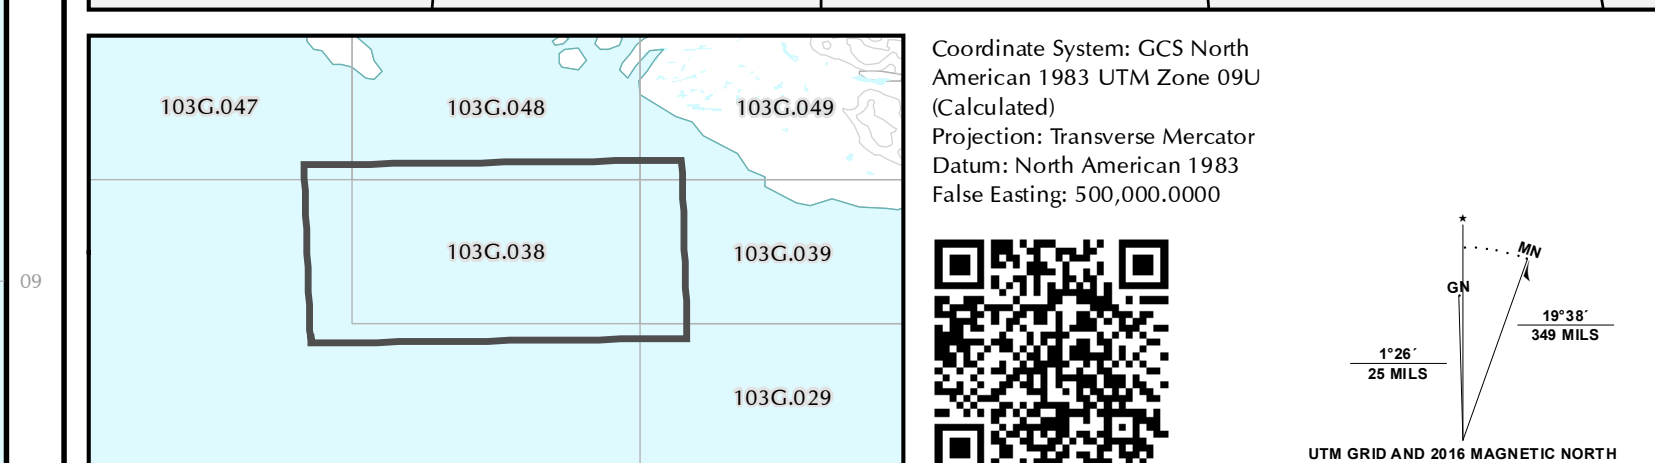 103G.047
103G.048
103G.049
103G.038
103G.039
103G.029
09
Coordinate System: GCS North
American 1983 UTM Zone 09U
(Calculated)
Projection: Transverse Mercator
Datum: North American 1983
False Easting: 500,000.0000
MN
GN
19°38´
349 MILS
1°26´
25 MILS
UTM GRID AND 2016 MAGNETIC NORTH